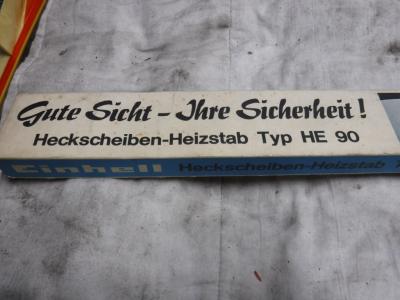 Gute Sicht - Ihre Sicherheit!
Heckscheiben-Heizstab Typ HE 90
Einhell Heckscheiben-Heizstab